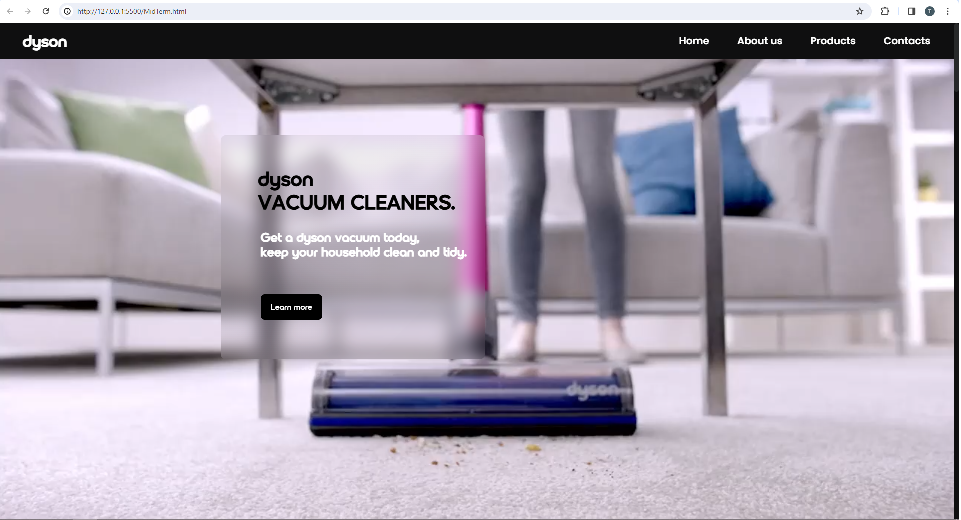 http://127.0.0.1:5500/MidTerm.html
T
dyson
Home
About us
Products
Contacts
dyson
VACUUM CLEANERS.
Get a dyson vacuum today,
keep your household clean and tidy.
Learn more
dyson